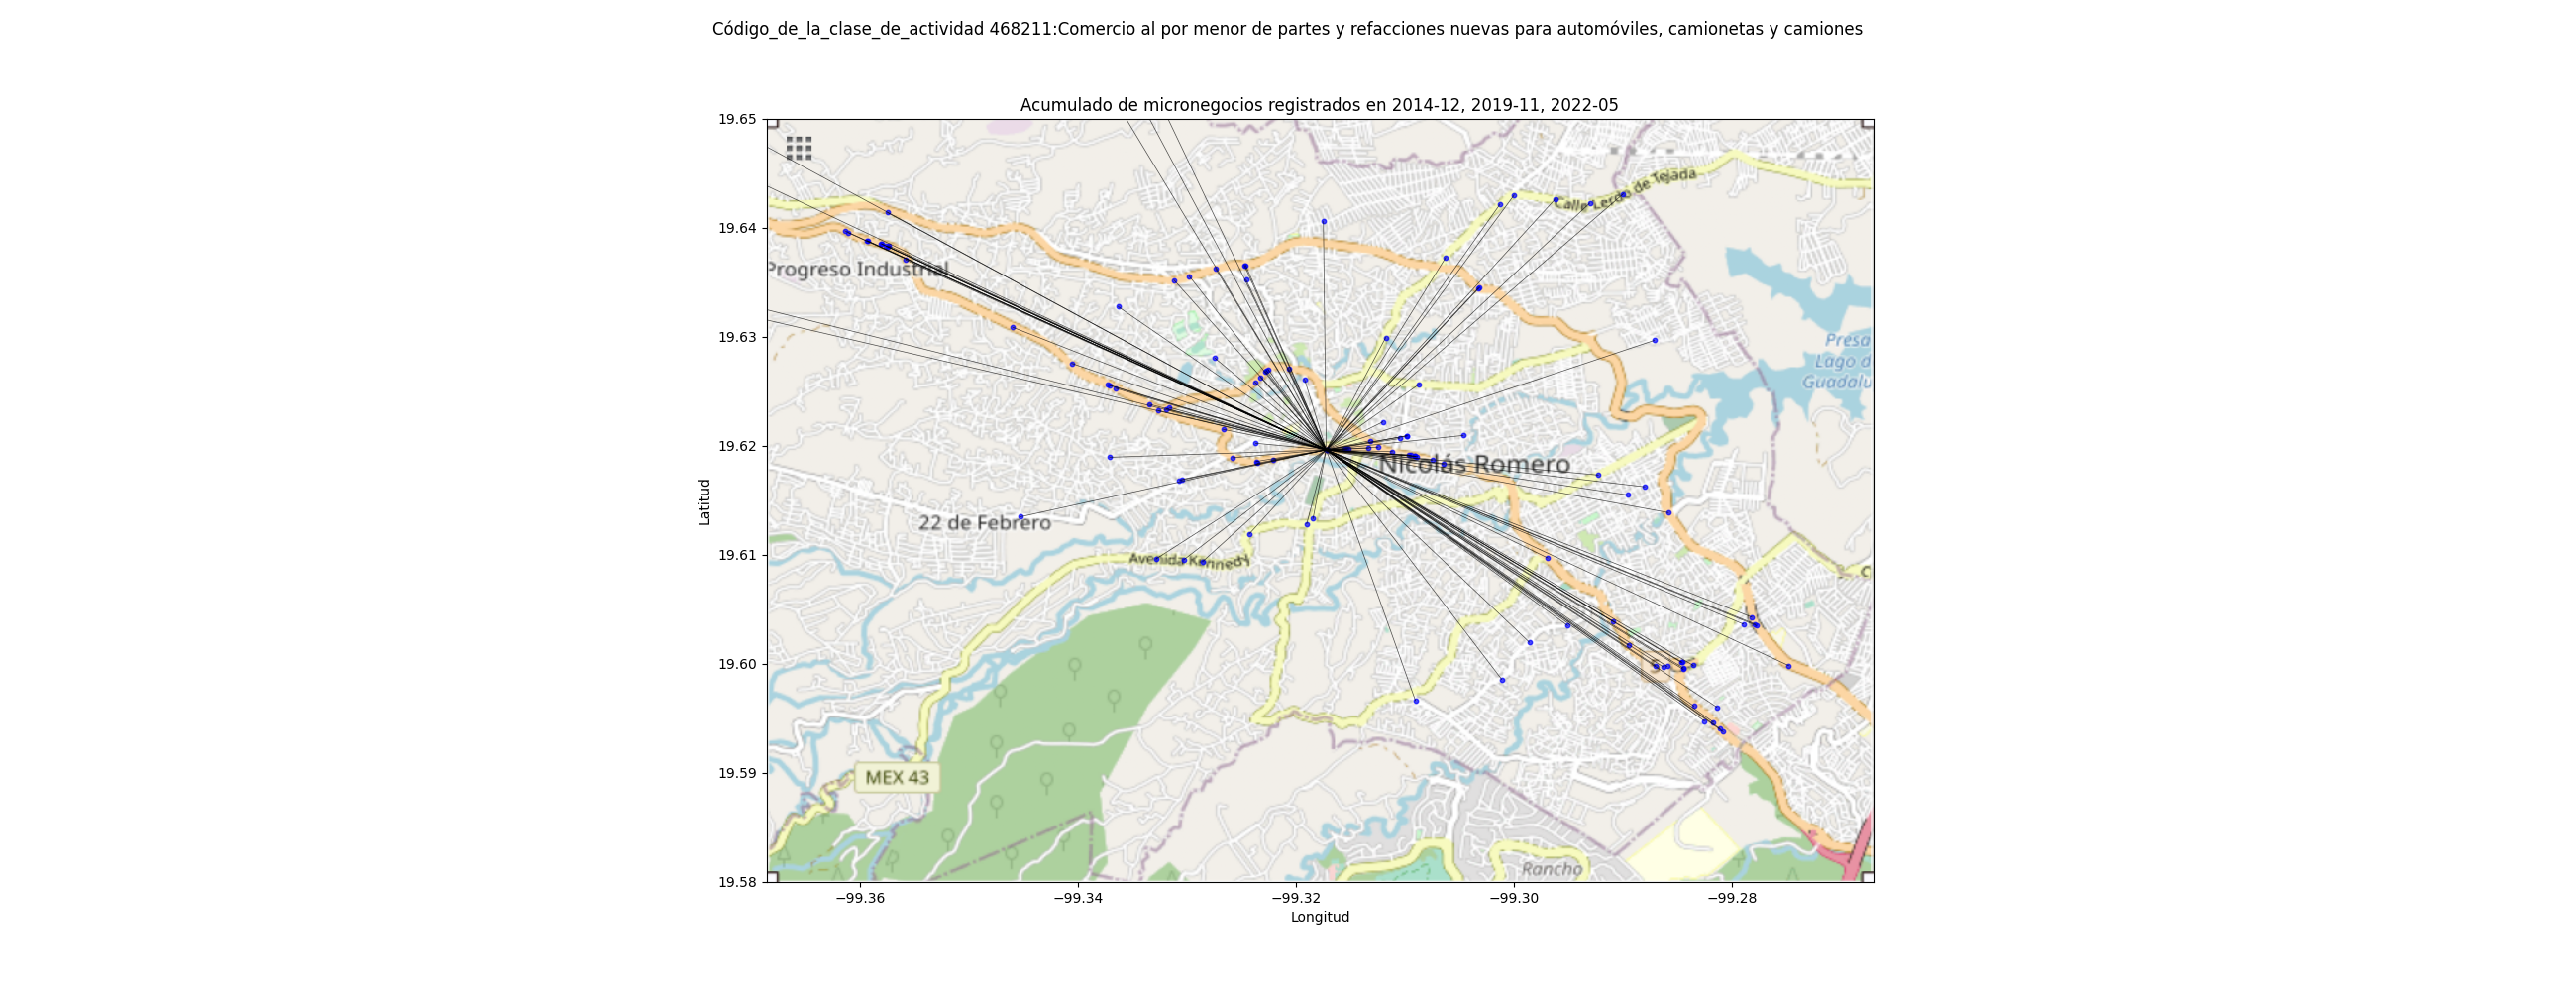 Código_de_la_clase_de_actividad 468211:Comercio al por menor de partes y refacciones nuevas para automóviles, camionetas y camiones
Acumulado de micronegocios registrados en 2014-12, 2019-11, 2022-05
19.65
19.64
19.63
19.62
19.61
19.60
19.59
19.58
Latitud
Calle Lerdo de Tejada
Progreso Industrial
Presa
Lago d
Guadalu
Nicolás Romero
22 de Febrero
Avenida Kennedy
MEX 43
Rancho
−99.36
−99.34
−99.32
−99.30
−99.28
Longitud